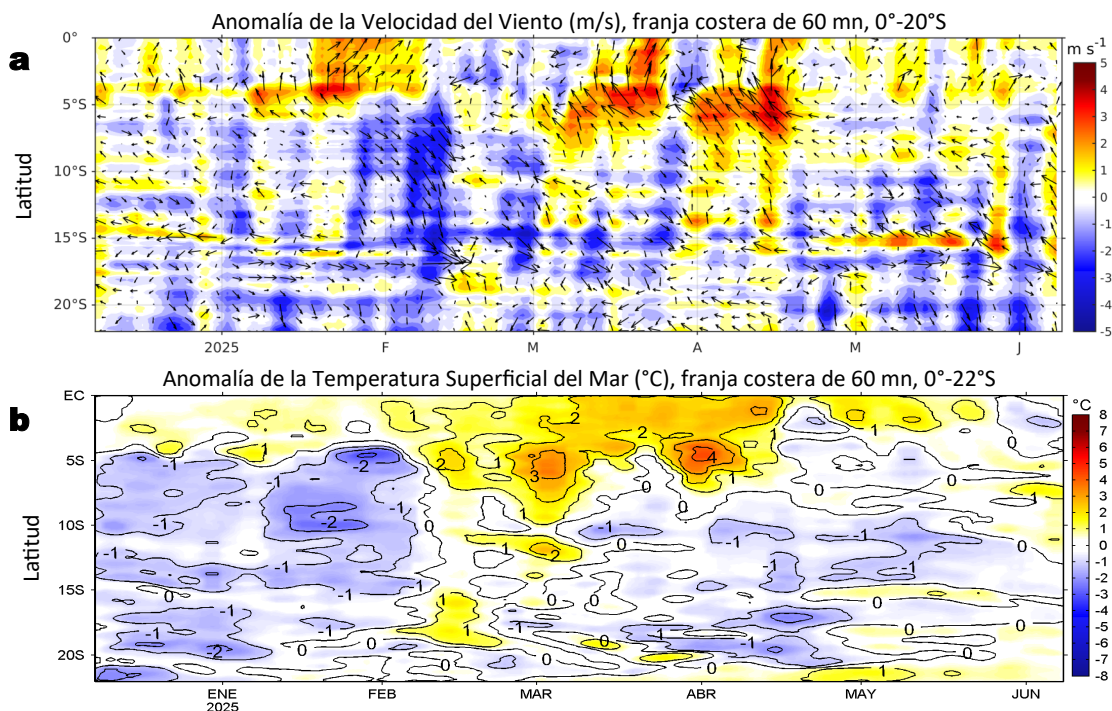 Anomalía de la Velocidad del Viento (m/s), franja costera de 60 mn, 0°-20°S
a
0°
5°S
10°S
15°S
20°S
Latitud
2025 F M A M J
m s-1
5
4
3
2
1
0
-1
-2
-3
-4
-5
Anomalía de la Temperatura Superficial del Mar (°C), franja costera de 60 mn, 0°-22°S
b
EC
5S
10S
15S
20S
Latitud
ENE FEB MAR ABR MAY JUN
2025
°C
8
7
6
5
4
3
2
1
0
-1
-2
-3
-4
-5
-6
-7
-8